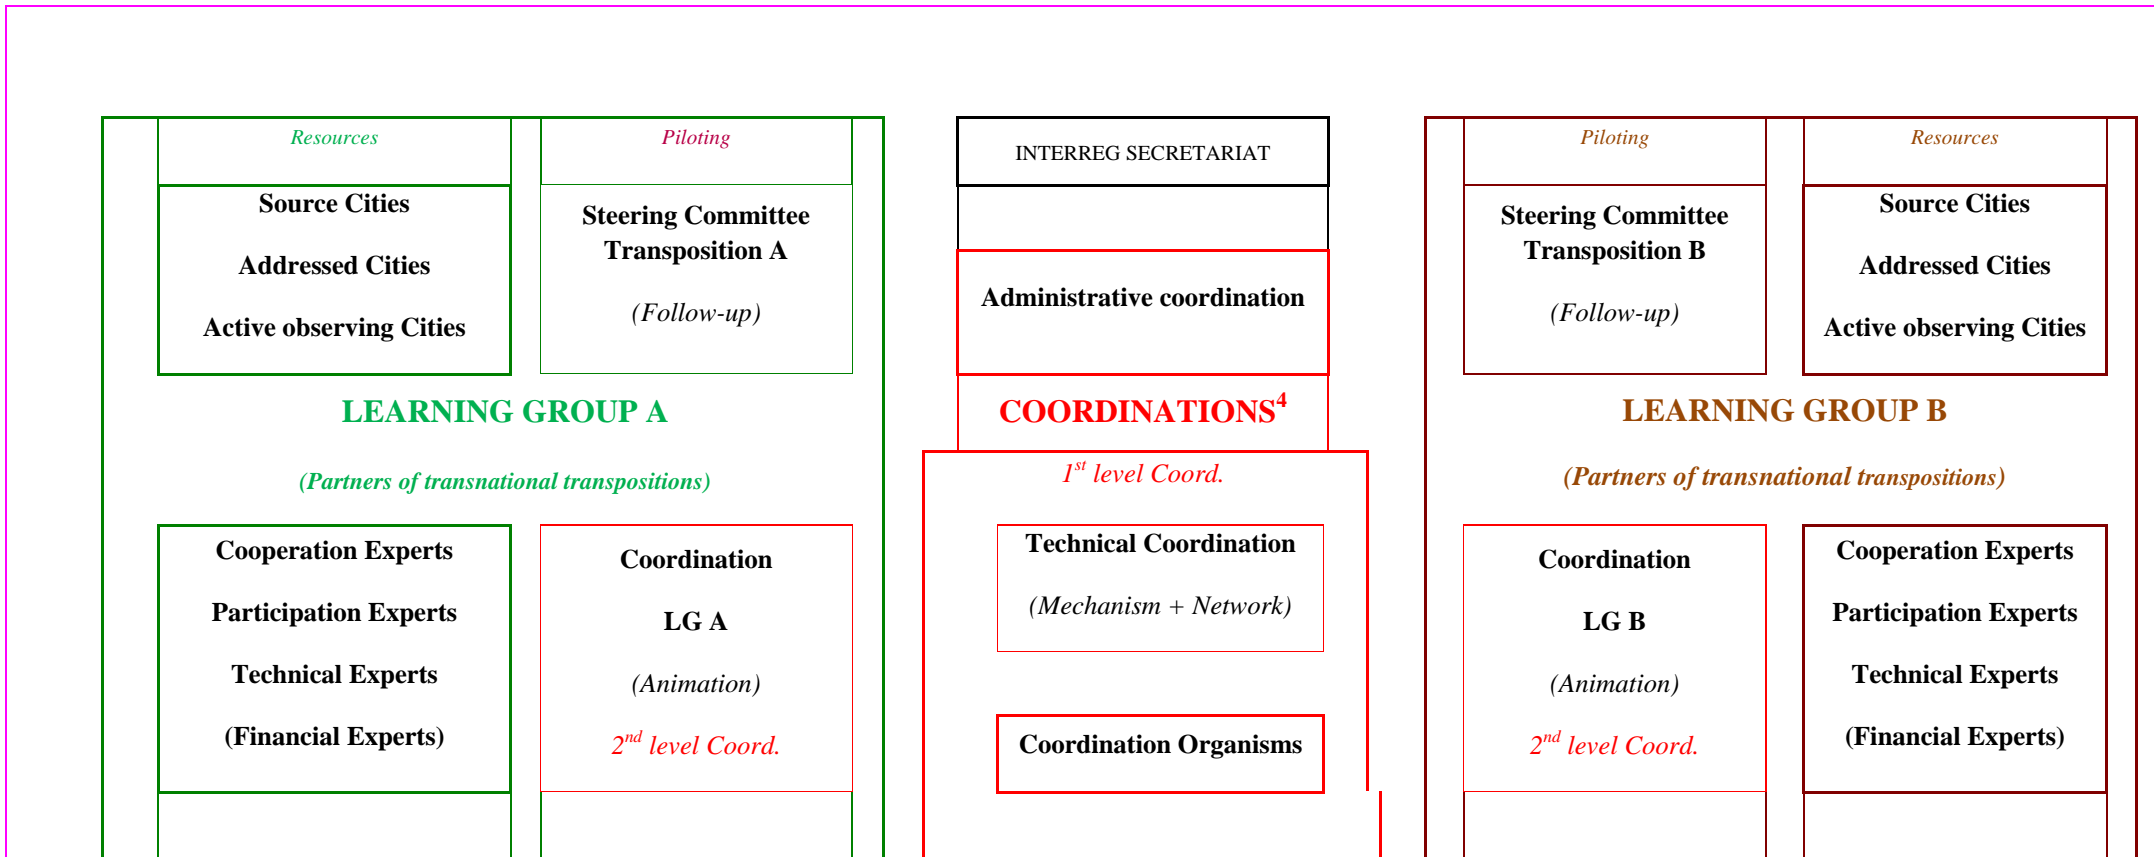 Resources
Source Cities
Addressed Cities
Active observing Cities
Piloting
Steering Committee
Transposition A
(Follow-up)
LEARNING GROUP A
(Partners of transnational transpositions)
Cooperation Experts
Participation Experts
Technical Experts
(Financial Experts)
Coordination
LG A
(Animation)
2nd level Coord.
INTERREG SECRETARIAT
Administrative coordination
COORDINATIONS4
1st level Coord.
Technical Coordination
(Mechanism + Network)
Coordination Organisms
Piloting
Steering Committee
Transposition B
(Follow-up)
Resources
Source Cities
Addressed Cities
Active observing Cities
LEARNING GROUP B
(Partners of transnational transpositions)
Coordination
LG B
(Animation)
2nd level Coord.
Cooperation Experts
Participation Experts
Technical Experts
(Financial Experts)